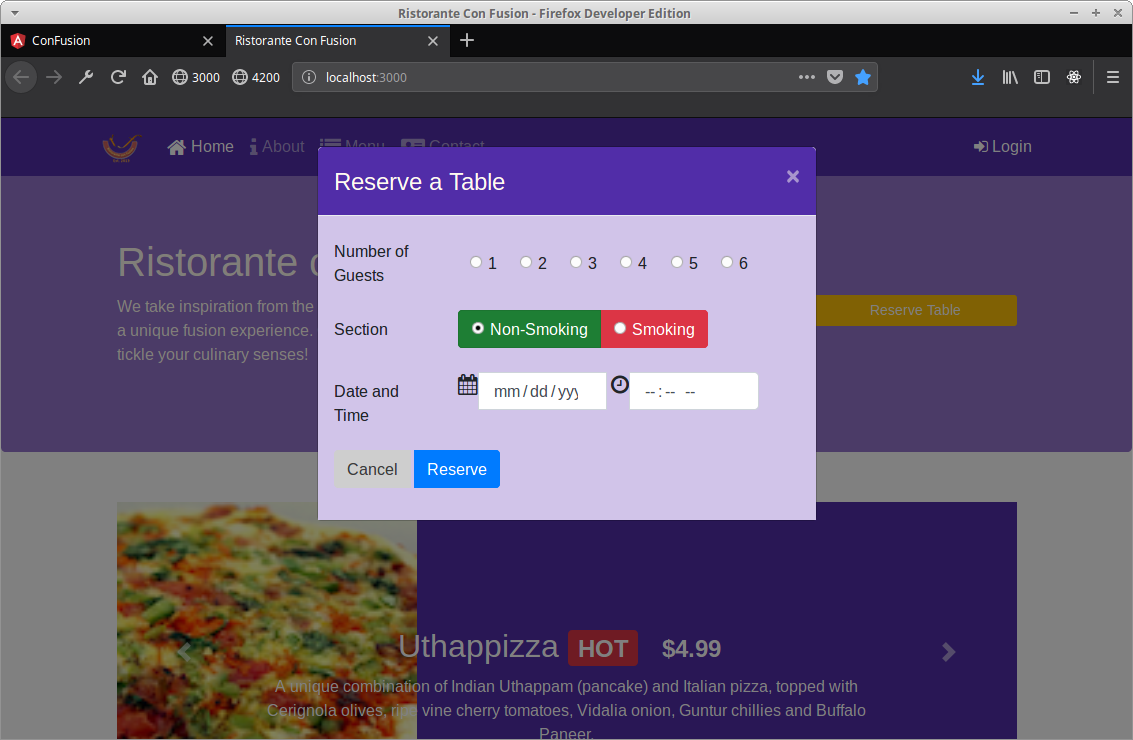 Ristorante Con Fusion - Firefox Developer Edition
ConFusion
Ristorante Con Fusion
3000
4200
localhost:3000
Home
About
Menu
Contact
Login
Reserve a Table
×
Ristorante
We take inspiration from the
a unique fusion experience.
tickle your culinary senses!
Reserve Table
Number of
Guests
1 2 3 4 5 6
Section
Non-Smoking
Smoking
Date and
Time
mm/dd/yyy
--:-- --
Cancel
Reserve
Uthappizza HOT $4.99
A unique combination of Indian Uthappam (pancake) and Italian pizza, topped with
Cerignola olives, ripe vine cherry tomatoes, Vidalia onion, Guntur chillies and Buffalo
Paneer.